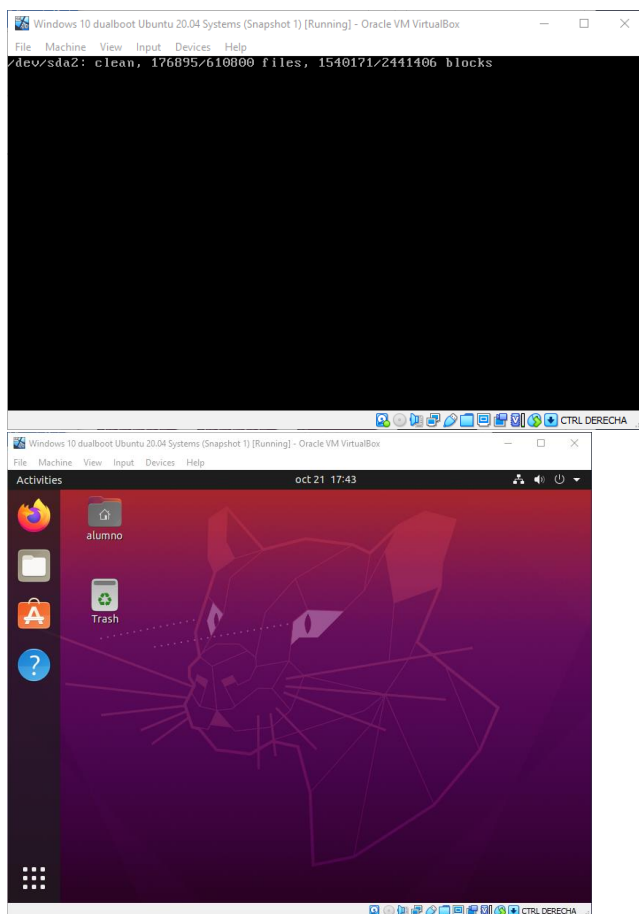 Windows 10 dualboot Ubuntu 20.04 Systems (Snapshot 1) [Running] - Oracle VM VirtualBox
File Machine View Input Devices Help
/dev/sda2: clean, 176895/610800 files, 1540171/2441406 blocks
CTRL DERECHA
Windows 10 dualboot Ubuntu 20.04 Systems (Snapshot 1) [Running] - Oracle VM VirtualBox
File Machine View Input Devices Help
Activities oct 21 17:43
alumno
Trash
CTRL DERECHA